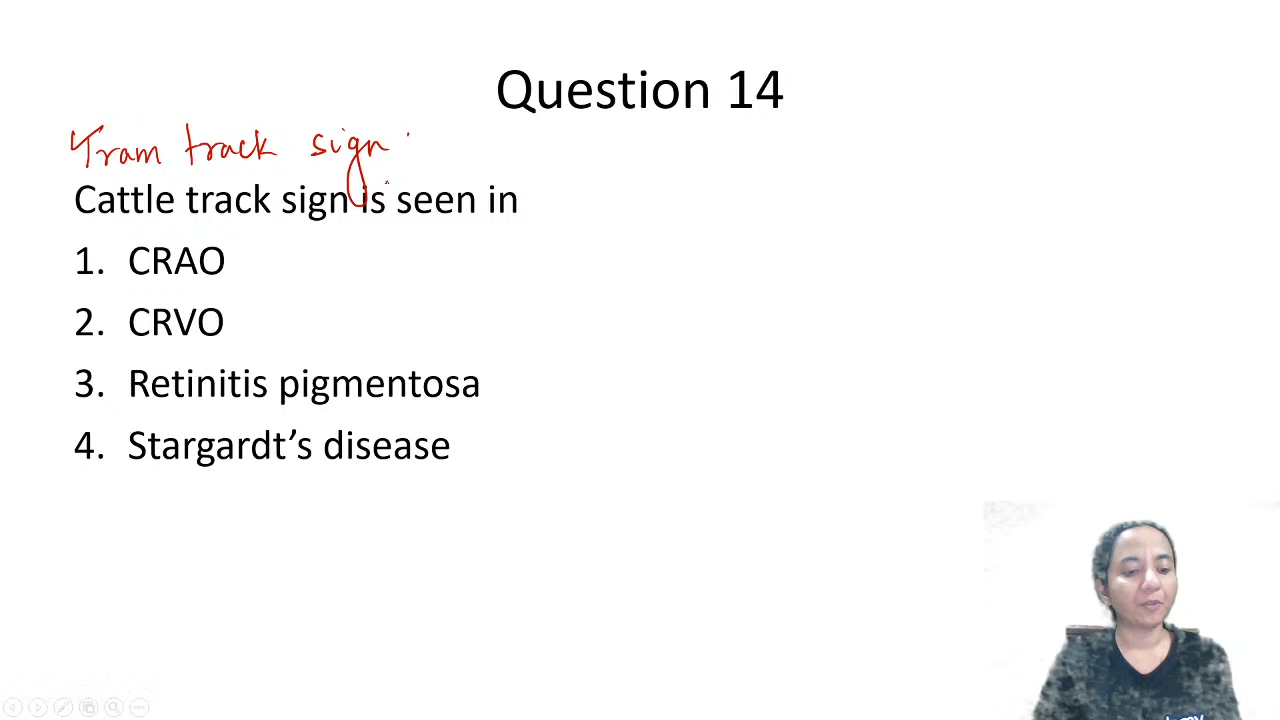 Question 14
Tram track sign
Cattle track sign is seen in
1. CRAO
2. CRVO
3. Retinitis pigmentosa
4. Stargardt's disease